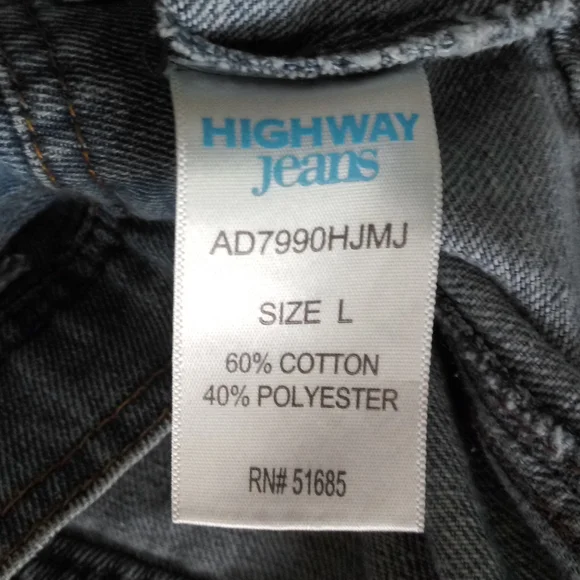 HIGHWAY
jeans
AD7990HJMJ
SIZE L
60% COTTON
40% POLYESTER
RN# 51685